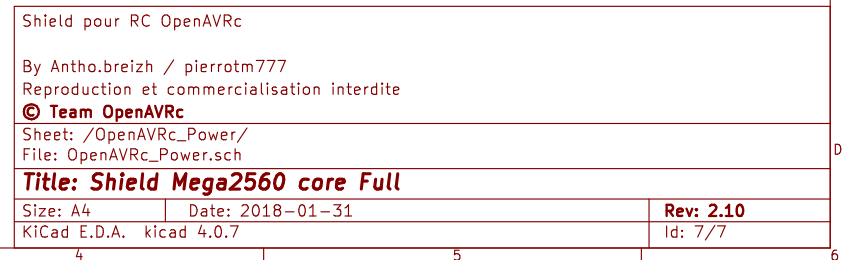 Shield pour RC OpenAVRc
By Antho.breizh / pierrotm777
Reproduction et commercialisation interdite
© Team OpenAVRc
Sheet: /OpenAVRc_Power/
File: OpenAVRc_Power.sch
D
Title: Shield Mega2560 core Full
Size: A4 Date: 2018-01-31 Rev: 2.10
KiCad E.D.A. kicad 4.0.7 Id: 7/7
4 5 6